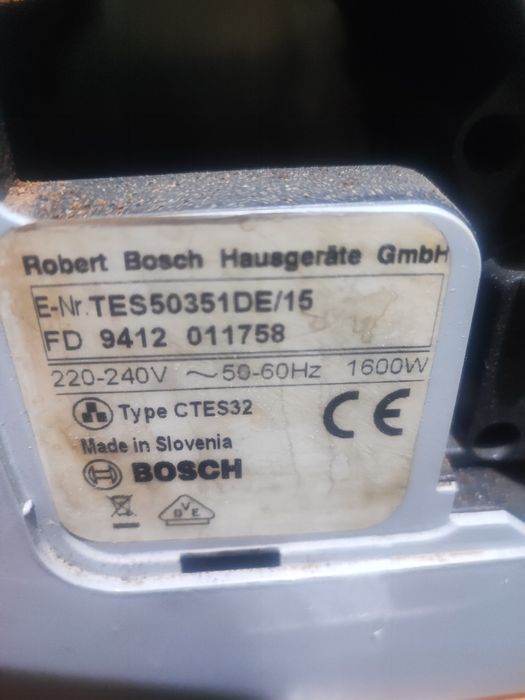 Robert Bosch Hausgeräte GmbH
E-Nr. TES50351DE/15
FD 9412 011758
220-240V ~50-60Hz 1600W
Type CTES32
CE
Made in Slovenia
BOSCH
DVE